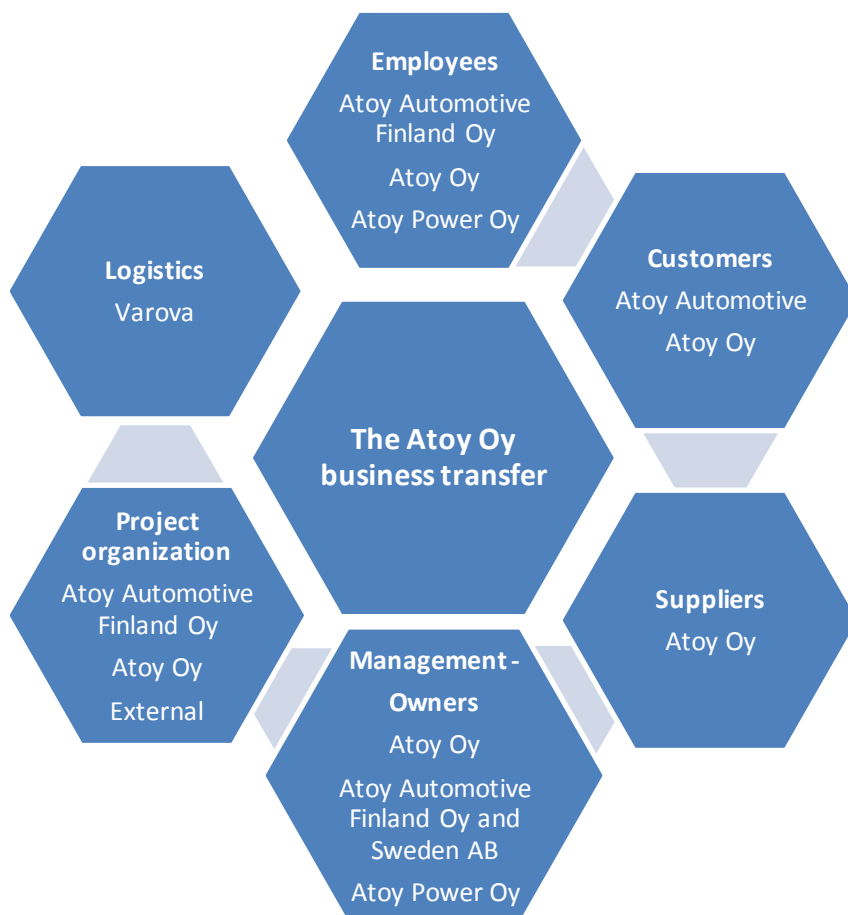 Employees
Atoy Automotive
Finland Oy
Atoy Oy
Atoy Power Oy
Customers
Atoy Automotive
Atoy Oy
Suppliers
Atoy Oy
Management -
Owners
Atoy Oy
Atoy Automotive
Finland Oy and
Sweden AB
Atoy Power Oy
Project
organization
Atoy Automotive
Finland Oy
Atoy Oy
External
Logistics
Varova
The Atoy Oy
business transfer